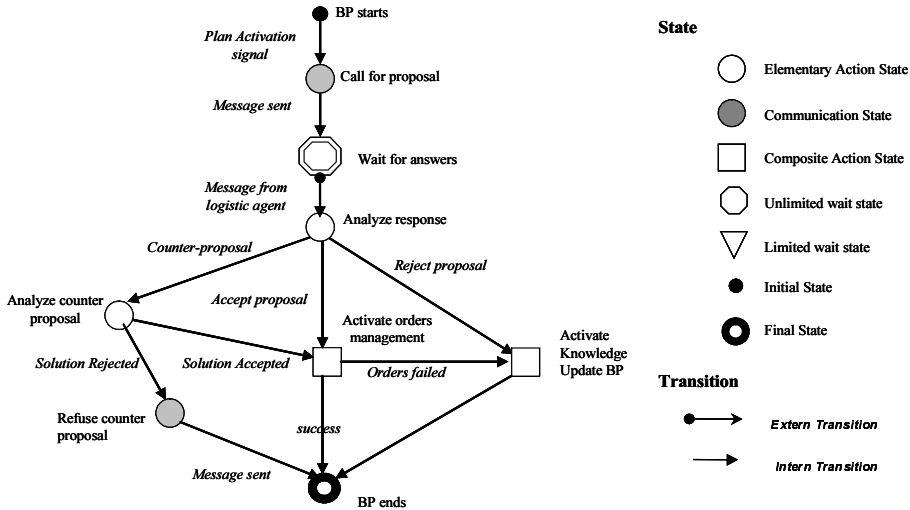 BP starts
Plan Activation
signal
Call for proposal
Message sent
Wait for answers
Message from
logistic agent
Analyze response
Counter-proposal
Reject proposal
Accept proposal
Analyze counter
proposal
Activate orders
management
Activate
Knowledge
Update BP
Solution Rejected
Solution Accepted
Orders failed
Refuse counter
proposal
success
Message sent
BP ends
State
Elementary Action State
Communication State
Composite Action State
Unlimited wait state
Limited wait state
Initial State
Final State
Transition
Extern Transition
Intern Transition